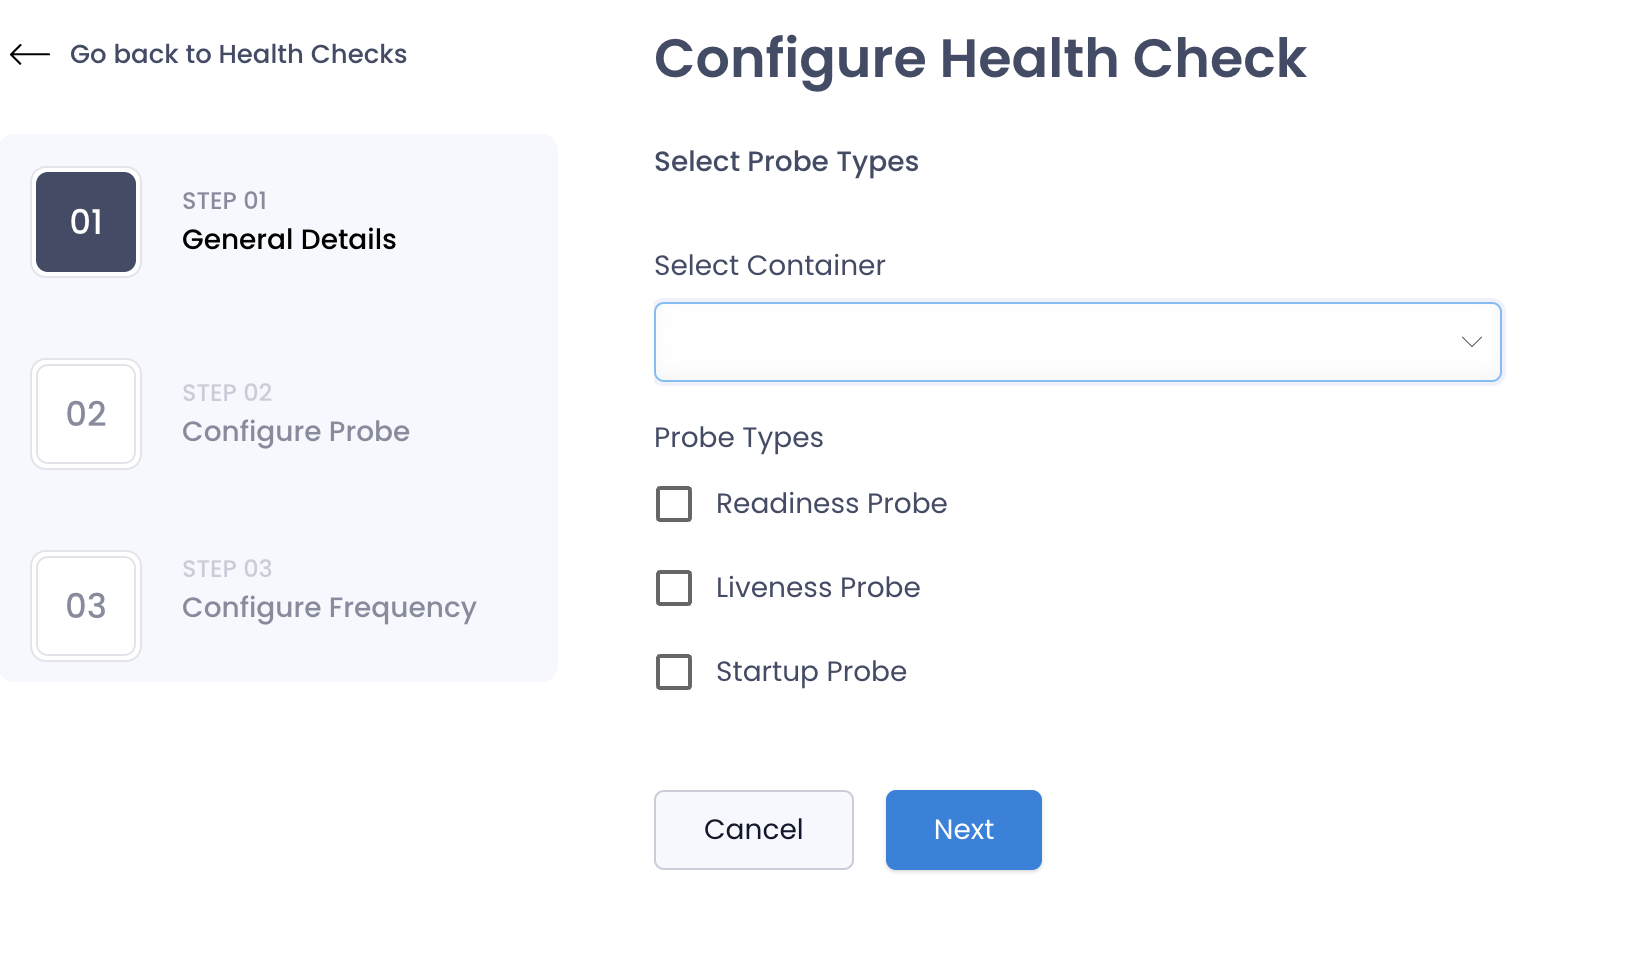 Go back to Health Checks
01
STEP 01
General Details
02
STEP 02
Configure Probe
03
STEP 03
Configure Frequency
Configure Health Check
Select Probe Types
Select Container
Probe Types
Readiness Probe
Liveness Probe
Startup Probe
Cancel
Next